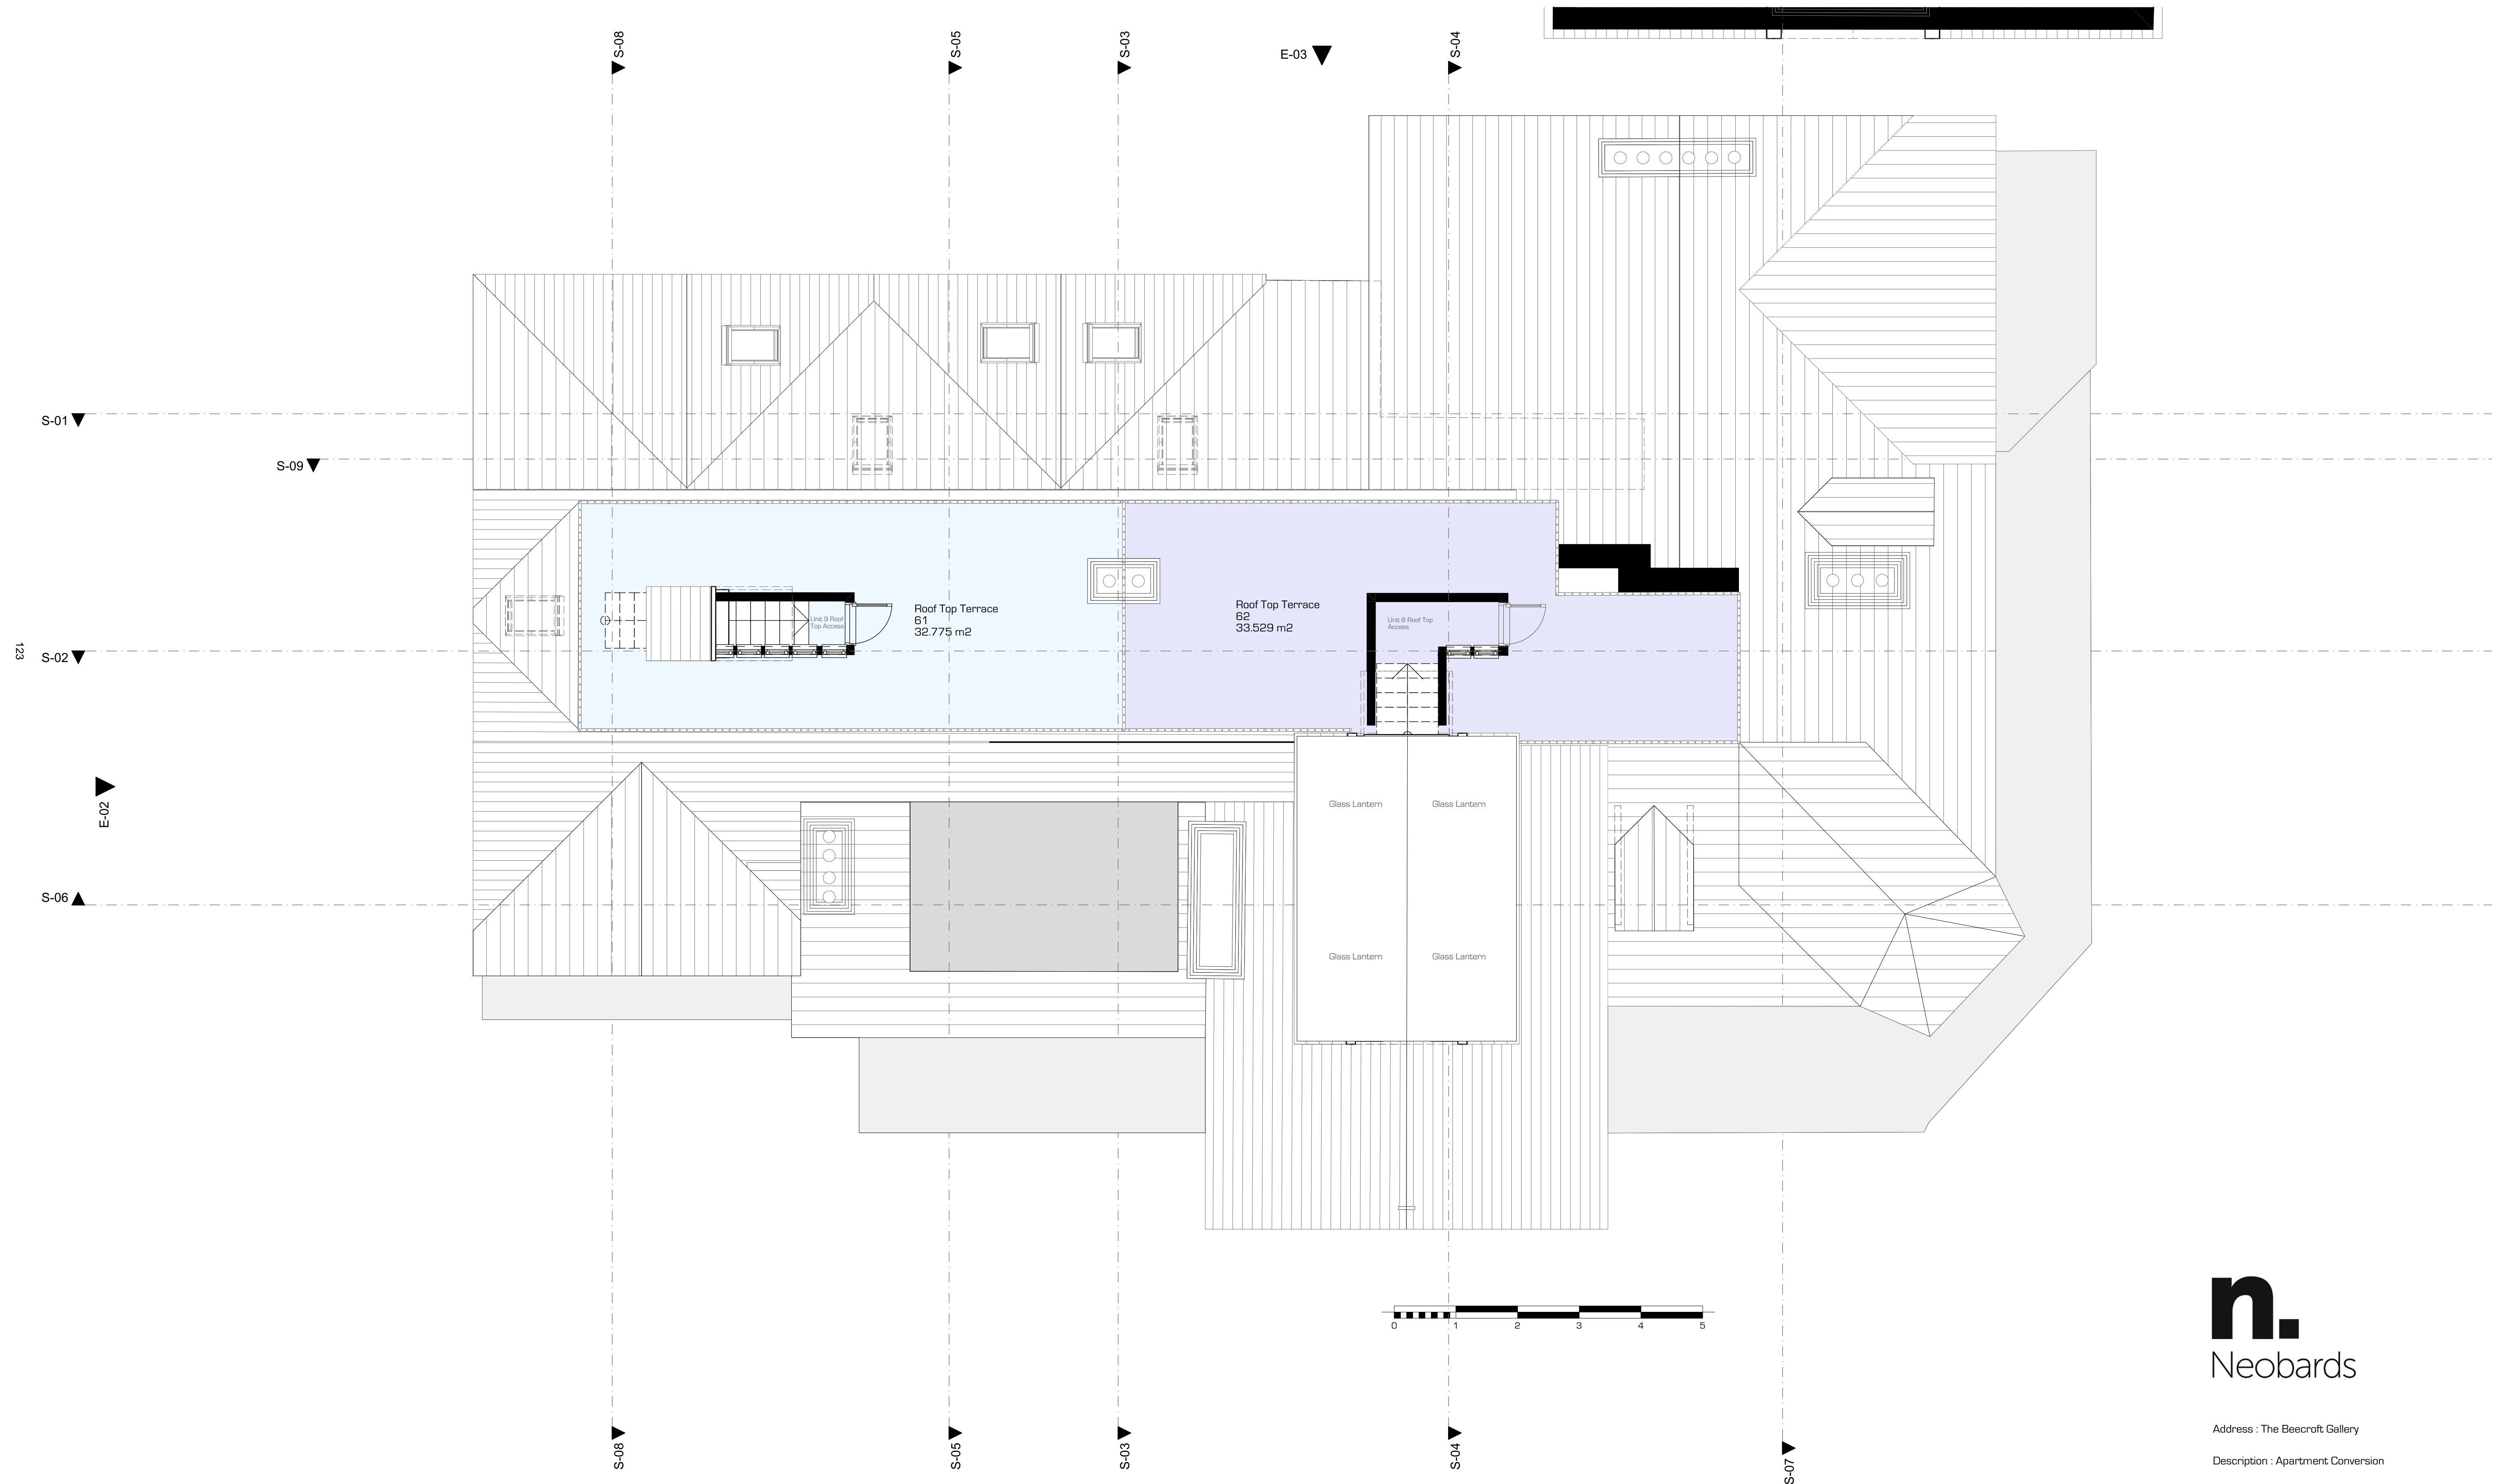 S-08
S-05
S-03
E-03
S-04
S-01
S-09
Unit 9 Roof
Top Access
Roof Top Terrace
61
32.775 m2
Roof Top Terrace
62
33.529 m2
Unit 8 Roof Top
Access
123
S-02
E-02
Glass Lantern
Glass Lantern
S-06
Glass Lantern
Glass Lantern
0 1 2 3 4 5
n.
Neobards
Address : The Beecroft Gallery
Description : Apartment Conversion
S-08
S-05
S-03
S-04
S-07